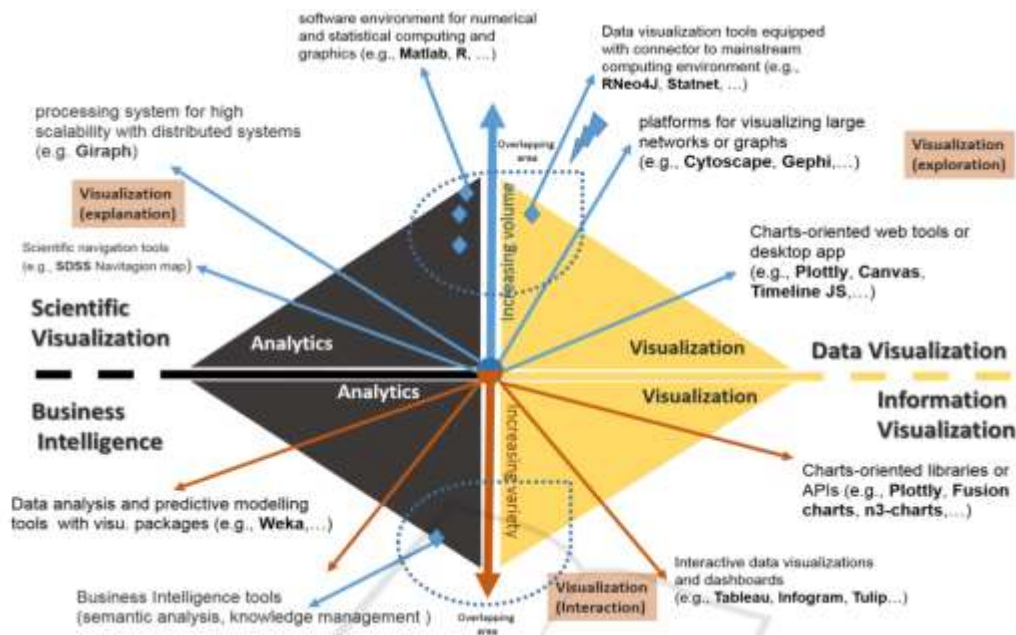 software environment for numerical
and statistical computing and
graphics (e.g., Matlab, R, …)
Data visualization tools equipped
with connector to mainstream
computing environment (e.g.,
RNeo4J, Statnet, …)
processing system for high
scalability with distributed systems
(e.g. Giraph)
Overlapping
area
platforms for visualizing large
networks or graphs
(e.g., Cytoscape, Gephi,…)
Visualization
(exploration)
Visualization
(explanation)
Increasing volume
Scientific navigation tools
(e.g., SDSS Navitagion map)
Charts-oriented web tools or
desktop app
(e.g., Plottly, Canvas,
Timeline JS,…)
Scientific
Visualization
Analytics
Visualization
Data Visualization
Business
Intelligence
Analytics
Visualization
Information
Visualization
Increasing variety
Data analysis and predictive modelling
tools with visu. packages (e.g., Weka,…)
Charts-oriented libraries or
APIs (e.g., Plottly, Fusion
charts, n3-charts,…)
Business Intelligence tools
(semantic analysis, knowledge management )
Visualization
(Interaction)
Interactive data visualizations
and dashboards
(e.g., Tableau, Infogram, Tulip…)
Overlapping
area